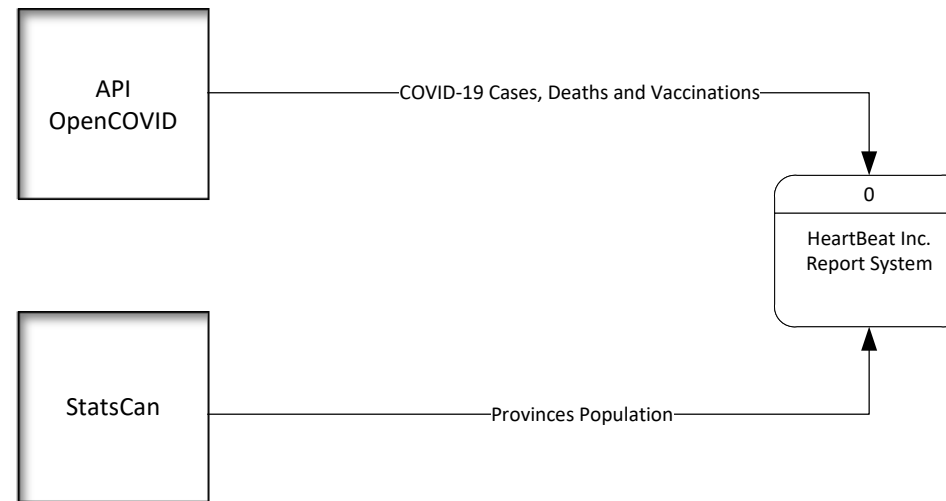 API
OpenCOVID
COVID-19 Cases, Deaths and Vaccinations
0
HeartBeat Inc.
Report System
StatsCan
Provinces Population